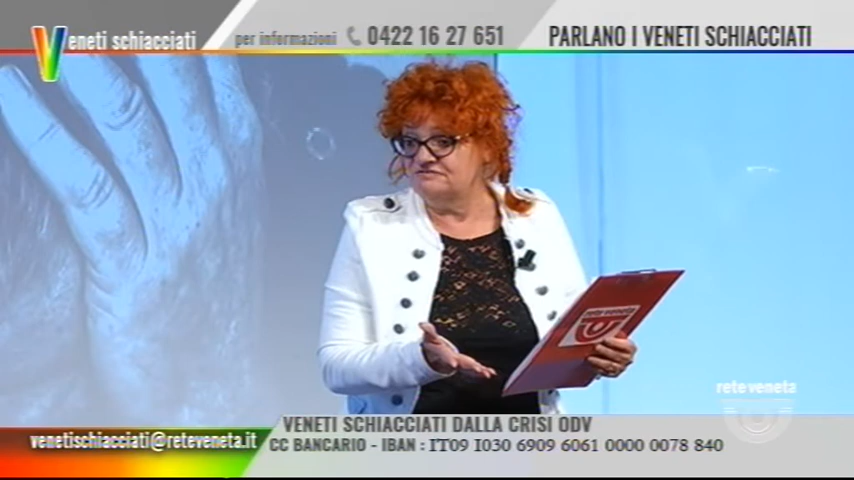 Veneti schiacciati
per informazioni 0422 16 27 651
PARLANO I VENETI SCHIACCIATI
rete veneta
reteveneta
venetischiacciati@reteveneta.it
VENETI SCHIACCIATI DALLA CRISI ODV
CC BANCARIO - IBAN : IT09 I030 6909 6061 0000 0078 840